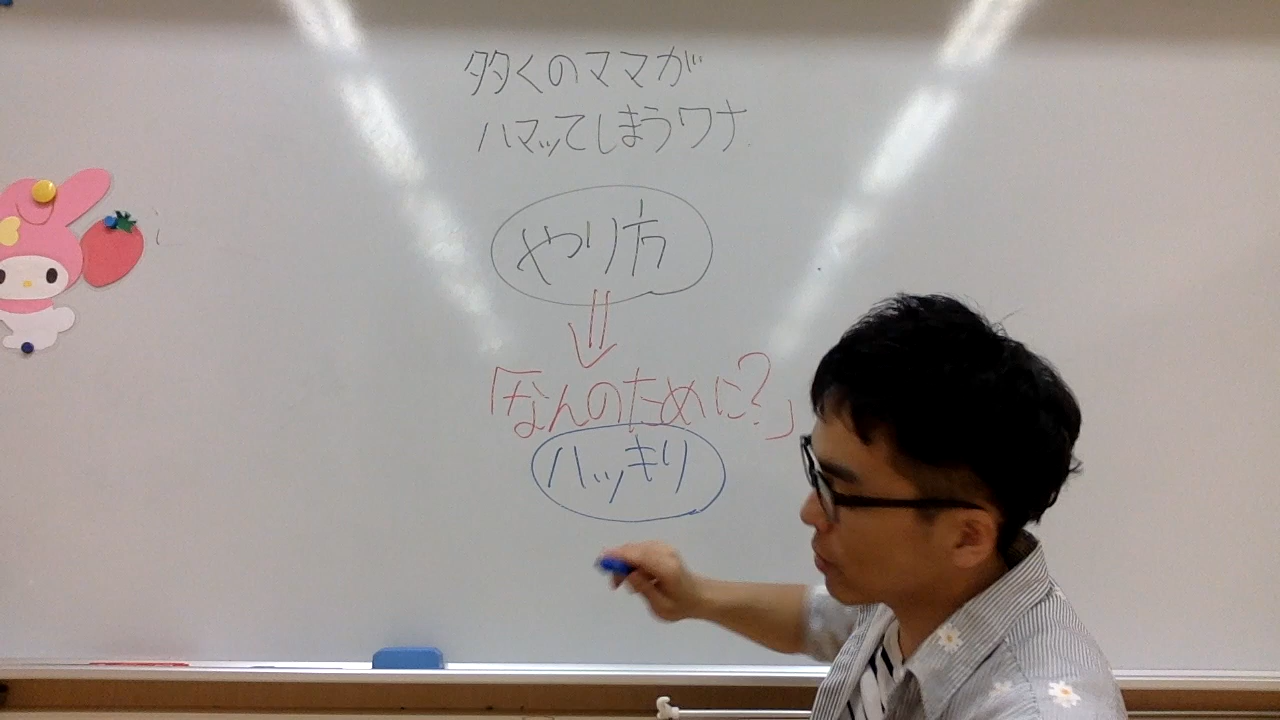 多くのママが
ハマッてしまうワナ
やり方
「なんのために?」
ハッキリ